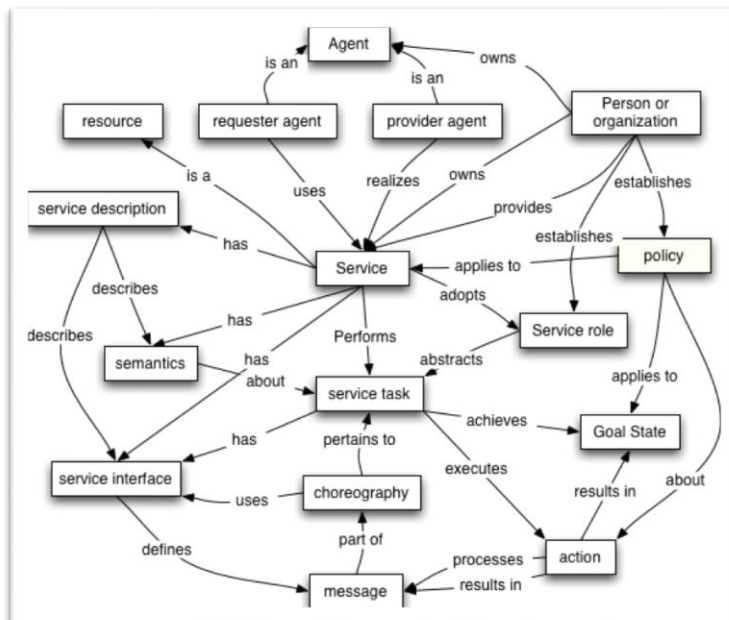 Agent
is an
owns
is an
resource
requester agent
provider agent
Person or
organization
is a
uses
realizes
owns
establishes
service description
provides
has
establishes
Service
applies to
policy
describes
adopts
has
Service role
describes
Performs
semantics
has
abstracts
about
service task
applies to
achieves
Goal State
has
pertains to
service interface
executes
uses
choreography
results in
about
part of
defines
processes
action
results in
message